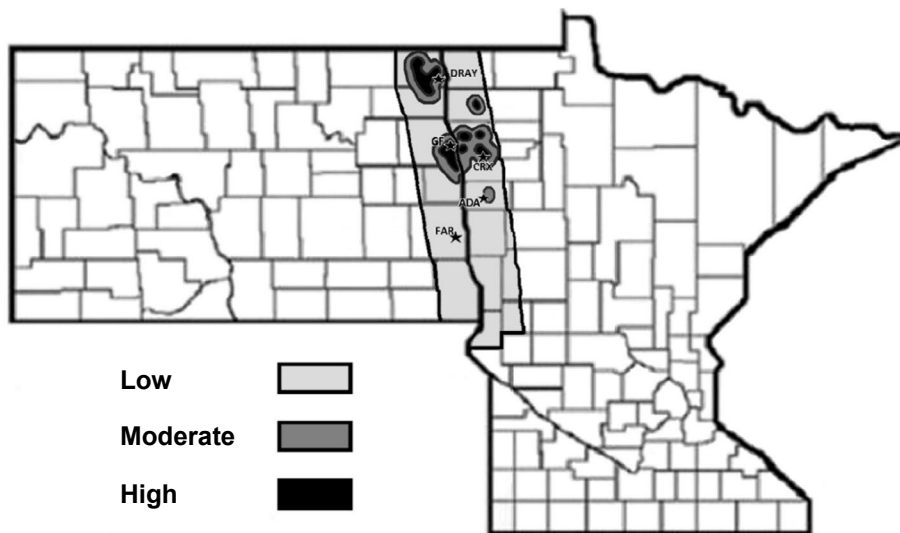 DRAY
GF
CRX
ADA
FAR
Low
Moderate
High